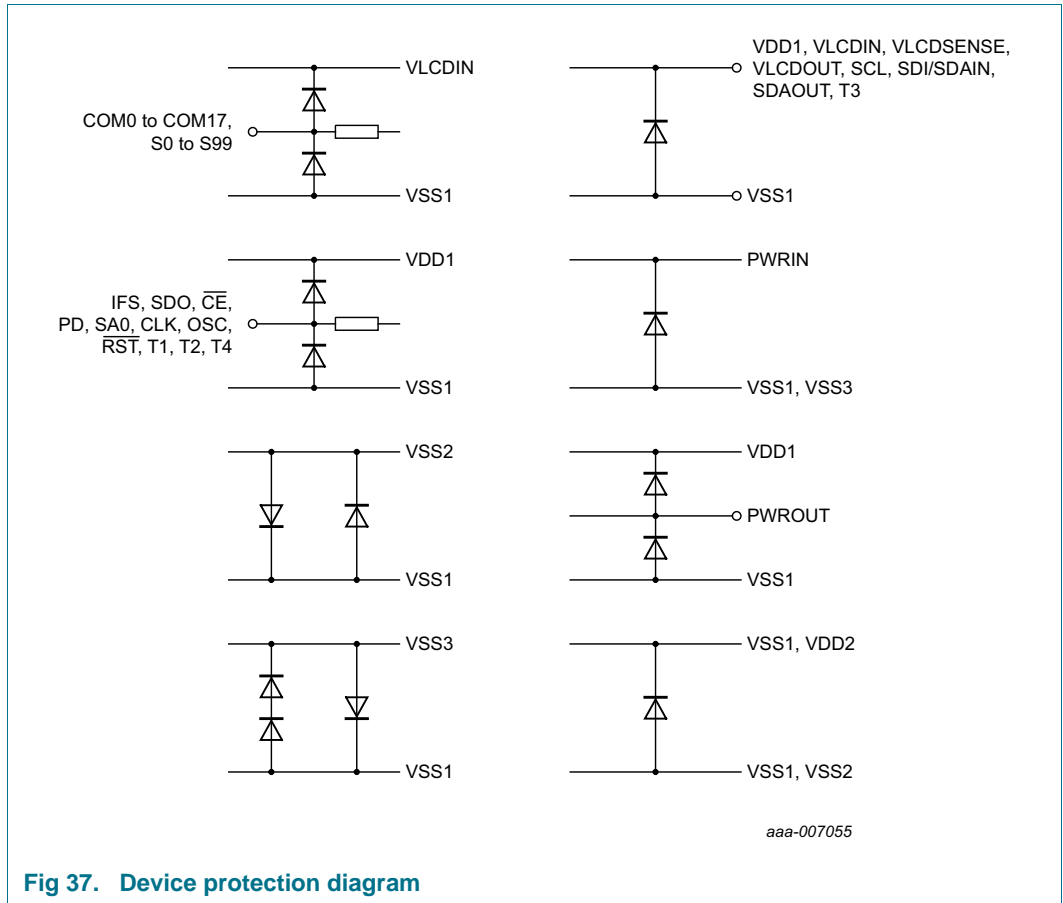 VLCDIN
COM0 to COM17,
S0 to S99
VSS1
VDD1, VLCDIN, VLCDSENSE,
VLCDOUT, SCL, SDI/SDAIN,
SDAOUT, T3
VSS1
VDD1
IFS, SDO, C̅E̅,
PD, SA0, CLK, OSC,
R̅S̅T̅, T1, T2, T4
VSS1
PWRIN
VSS1, VSS3
VSS2
VSS1
VDD1
PWROUT
VSS1
VSS3
VSS1
VSS1, VDD2
VSS1, VSS2
aaa-007055
Fig 37. Device protection diagram